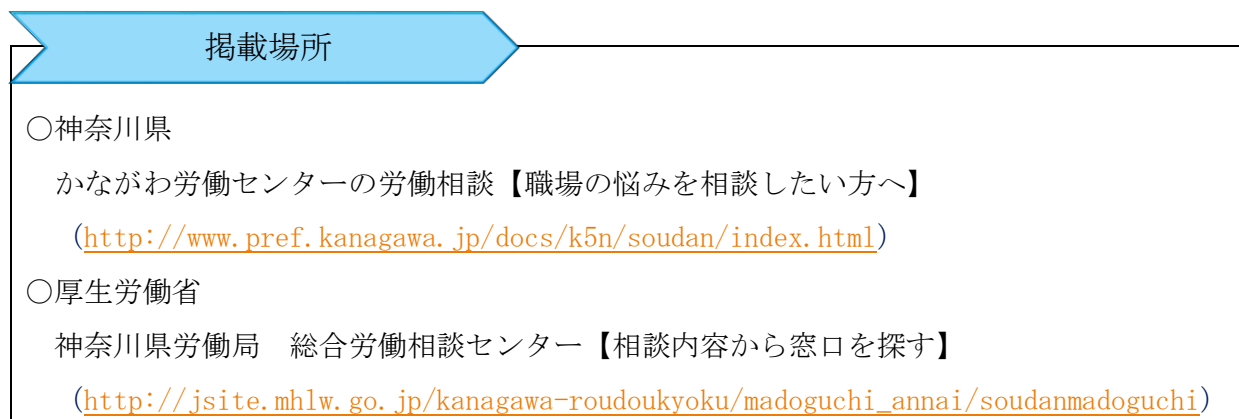 掲載場所
○神奈川県
かながわ労働センターの労働相談【職場の悩みを相談したい方へ】
(http://www.pref.kanagawa.jp/docs/k5n/soudan/index.html)
○厚生労働省
神奈川県労働局　総合労働相談センター【相談内容から窓口を探す】
(http://jsite.mhlw.go.jp/kanagawa-roudoukyoku/madoguchi_annai/soudanmadoguchi)